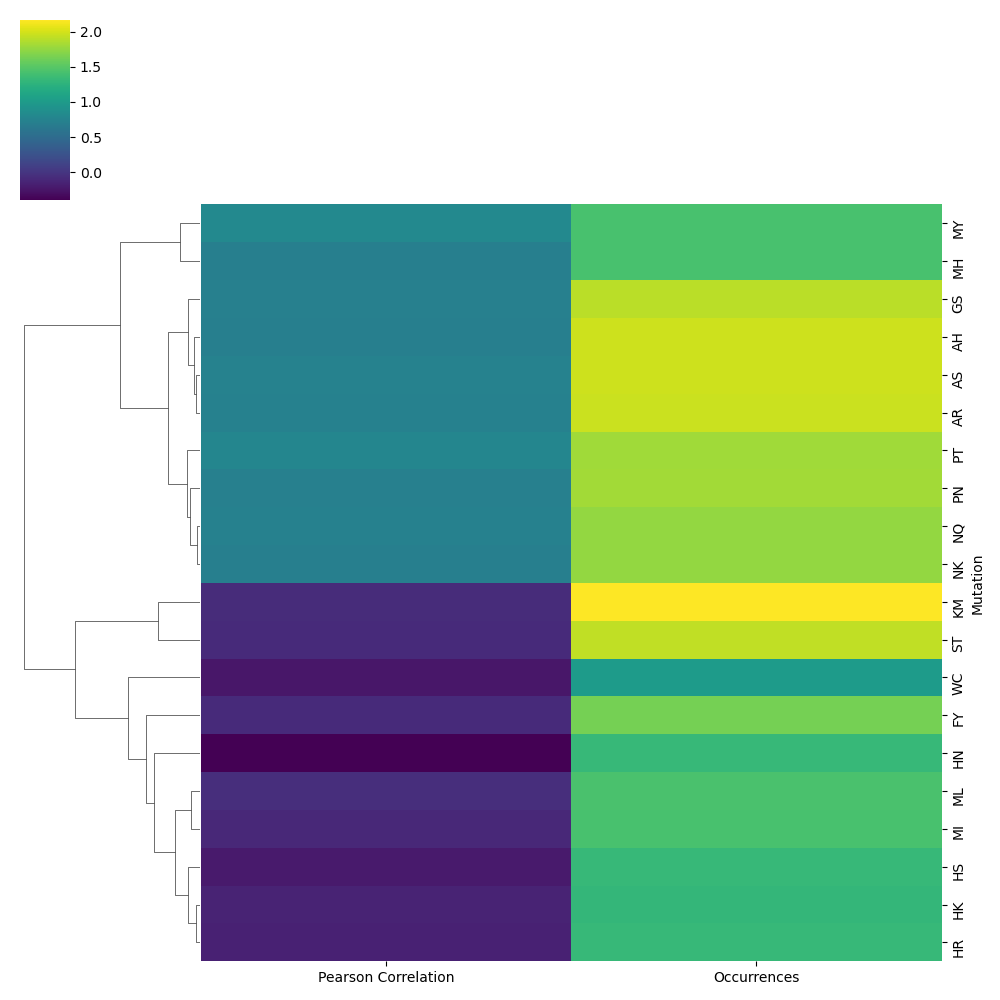 2.0
1.5
1.0
0.5
0.0
MY
MH
GS
AH
AS
AR
PT
PN
NQ
NK
KM
ST
WC
FY
HN
ML
MI
HS
HK
HR
Mutation
Pearson Correlation
Occurrences